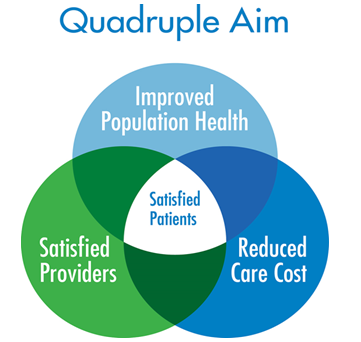 Quadruple Aim
Improved
Population Health
Satisfied
Patients
Satisfied
Providers
Reduced
Care Cost